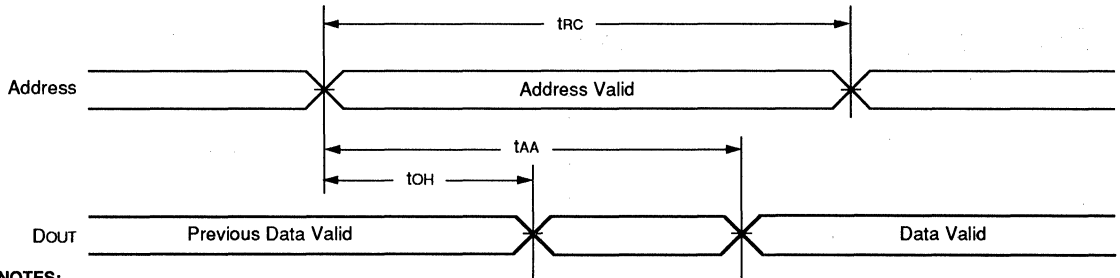 tRC
Address
Address Valid
tAA
tOH
DOUT
Previous Data Valid
Data Valid
NOTES: